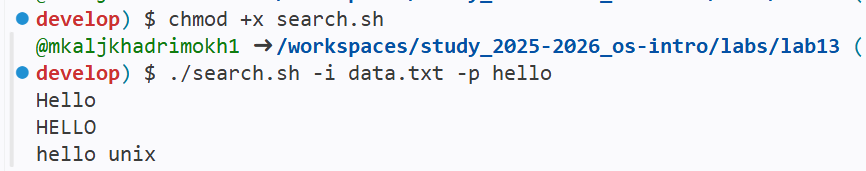 develop) $ chmod +x search.sh
@mkaljkhadrimokh1 ➜/workspaces/study_2025-2026_os-intro/labs/lab13 (
develop) $ ./search.sh -i data.txt -p hello
Hello
HELLO
hello unix